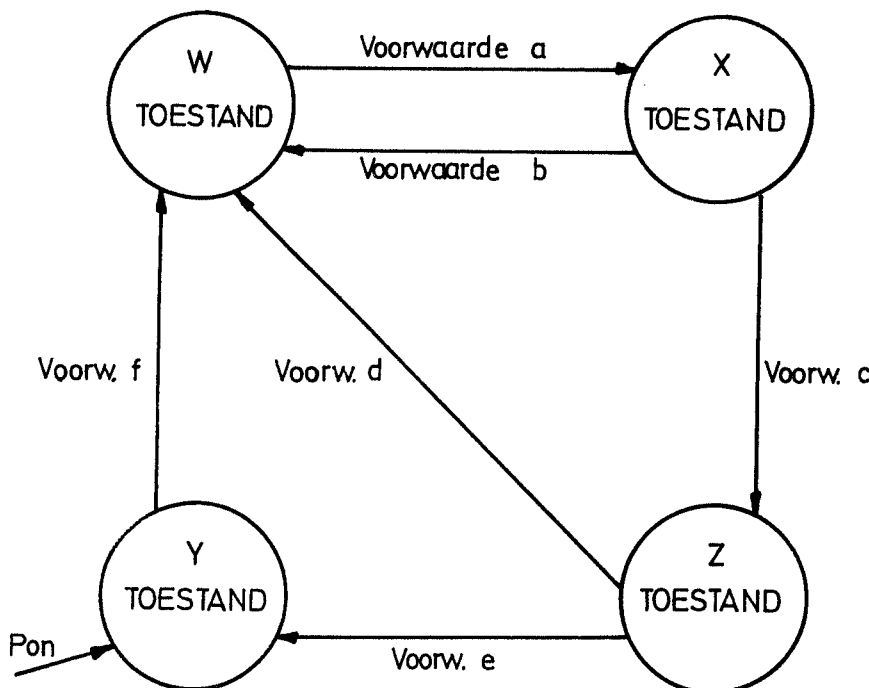 W
TOESTAND
Voorwaarde a
X
TOESTAND
Voorwaarde b
Voorw. f
Voorw. d
Voorw. c
Y
TOESTAND
Z
TOESTAND
Pon
Voorw. e